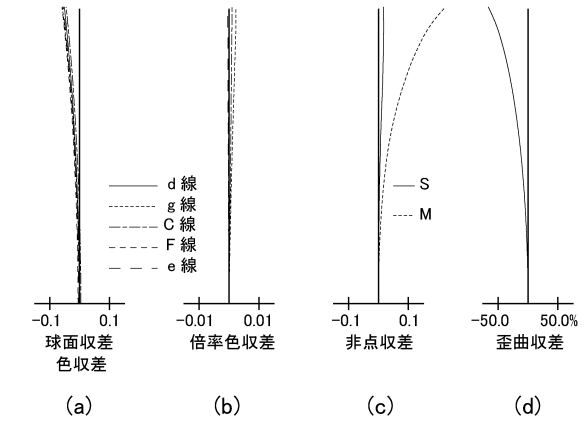 d 線
g 線
C 線
F 線
e 線
S
M
-0.1 0.1
-0.01 0.01
-0.1 0.1
-50.0 50.0%
球面収差
色収差
倍率色収差
非点収差
歪曲収差
(a)
(b)
(c)
(d)